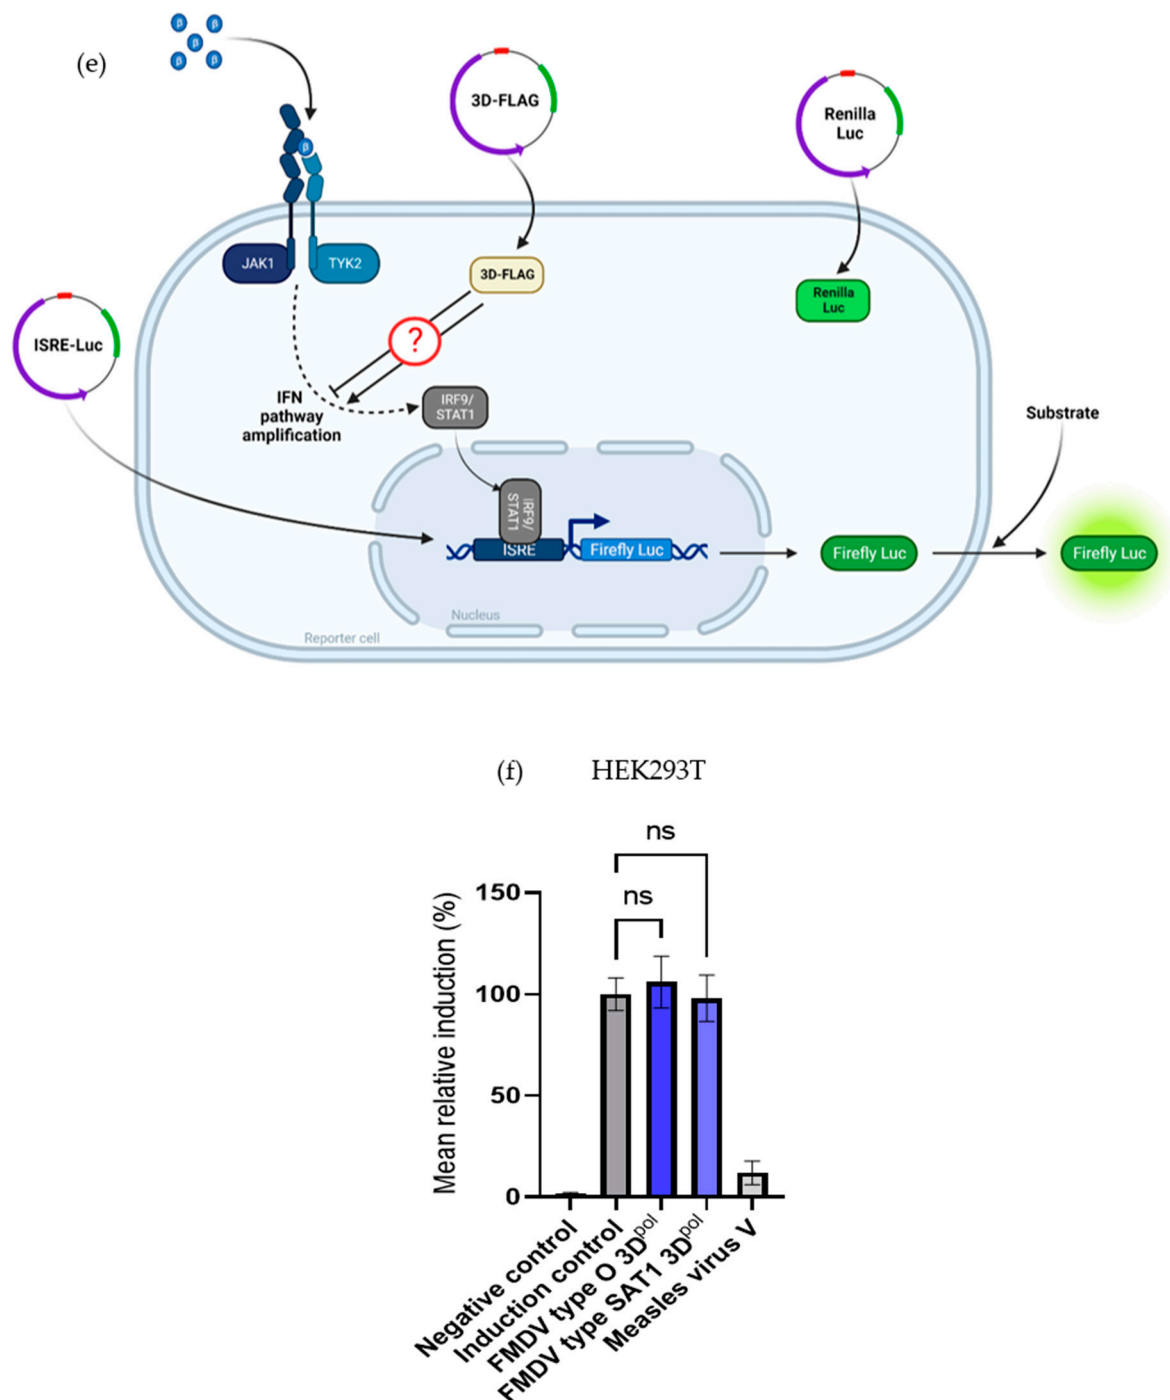 (e)
β β
β
β β
3D-FLAG
Renilla
Luc
β
JAK1
TYK2
3D-FLAG
Renilla
Luc
ISRE-Luc
?
IFN
pathway
amplification
IRF9/
STAT1
Substrate
IRF9/
STAT1
ISRE
Firefly Luc
Firefly Luc
Firefly Luc
Nucleus
Reporter cell
(f) HEK293T
ns
ns
Mean relative induction (%)
150
100
50
0
Negative control
Induction control
FMDV type O 3Dpol
FMDV type SAT1 3Dpol
Measles virus V